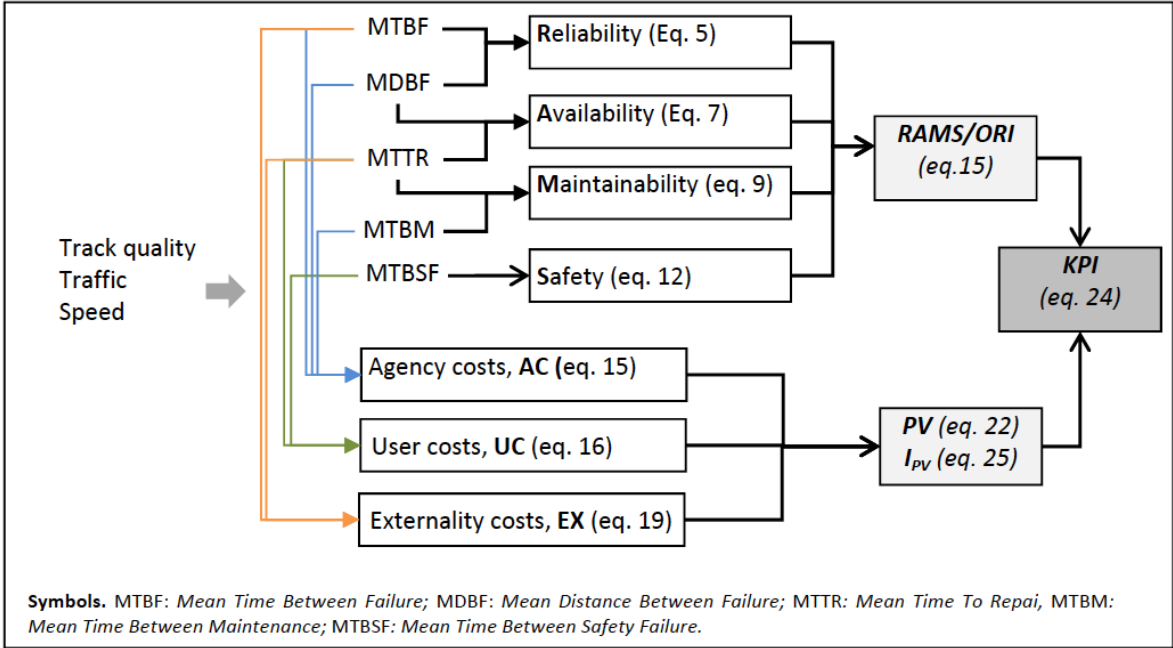 MTBF
MDBF
MTTR
MTBM
MTBSF
Track quality
Traffic
Speed
Reliability (Eq. 5)
Availability (Eq. 7)
Maintainability (eq. 9)
Safety (eq. 12)
Agency costs, AC (eq. 15)
User costs, UC (eq. 16)
Externality costs, EX (eq. 19)
RAMS/ORI
(eq.15)
KPI
(eq. 24)
PV (eq. 22)
IPV (eq. 25)
Symbols. MTBF: Mean Time Between Failure; MDBF: Mean Distance Between Failure; MTTR: Mean Time To Repai, MTBM:
Mean Time Between Maintenance; MTBSF: Mean Time Between Safety Failure.